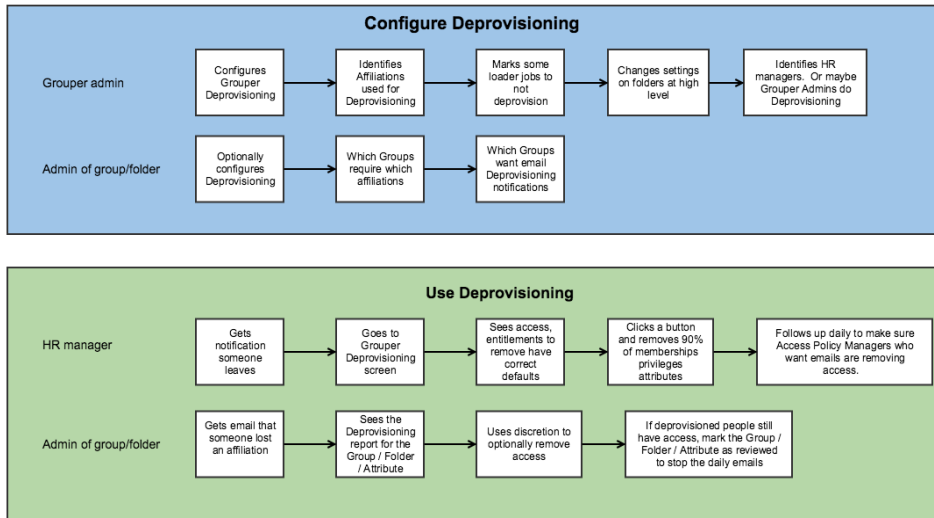 Configure Deprovisioning
Grouper admin
Configures
Grouper
Deprovisioning
Identifies
Affiliations
used for
Deprovisioning
Marks some
loader jobs to
not
deprovision
Changes settings
on folders at high
level
Identifies HR
managers. Or maybe
Grouper Admins do
Deprovisioning
Admin of group/folder
Optionally
configures
Deprovisioning
Which Groups
require which
affiliations
Which Groups
want email
Deprovisioning
notifications
Use Deprovisioning
HR manager
Gets
notification
someone
leaves
Goes to
Grouper
Deprovisioning
screen
Sees access,
entitlements to
remove have
correct
defaults
Clicks a button
and removes 90%
of memberships
privileges
attributes
Follows up daily to make sure
Access Policy Managers who
want emails are removing
access.
Admin of group/folder
Gets email that
someone lost
an affiliation
Sees the
Deprovisioning
report for the
Group / Folder
/ Attribute
Uses discretion to
optionally remove
access
If deprovisioned people still
have access, mark the Group /
Folder / Attribute as reviewed
to stop the daily emails